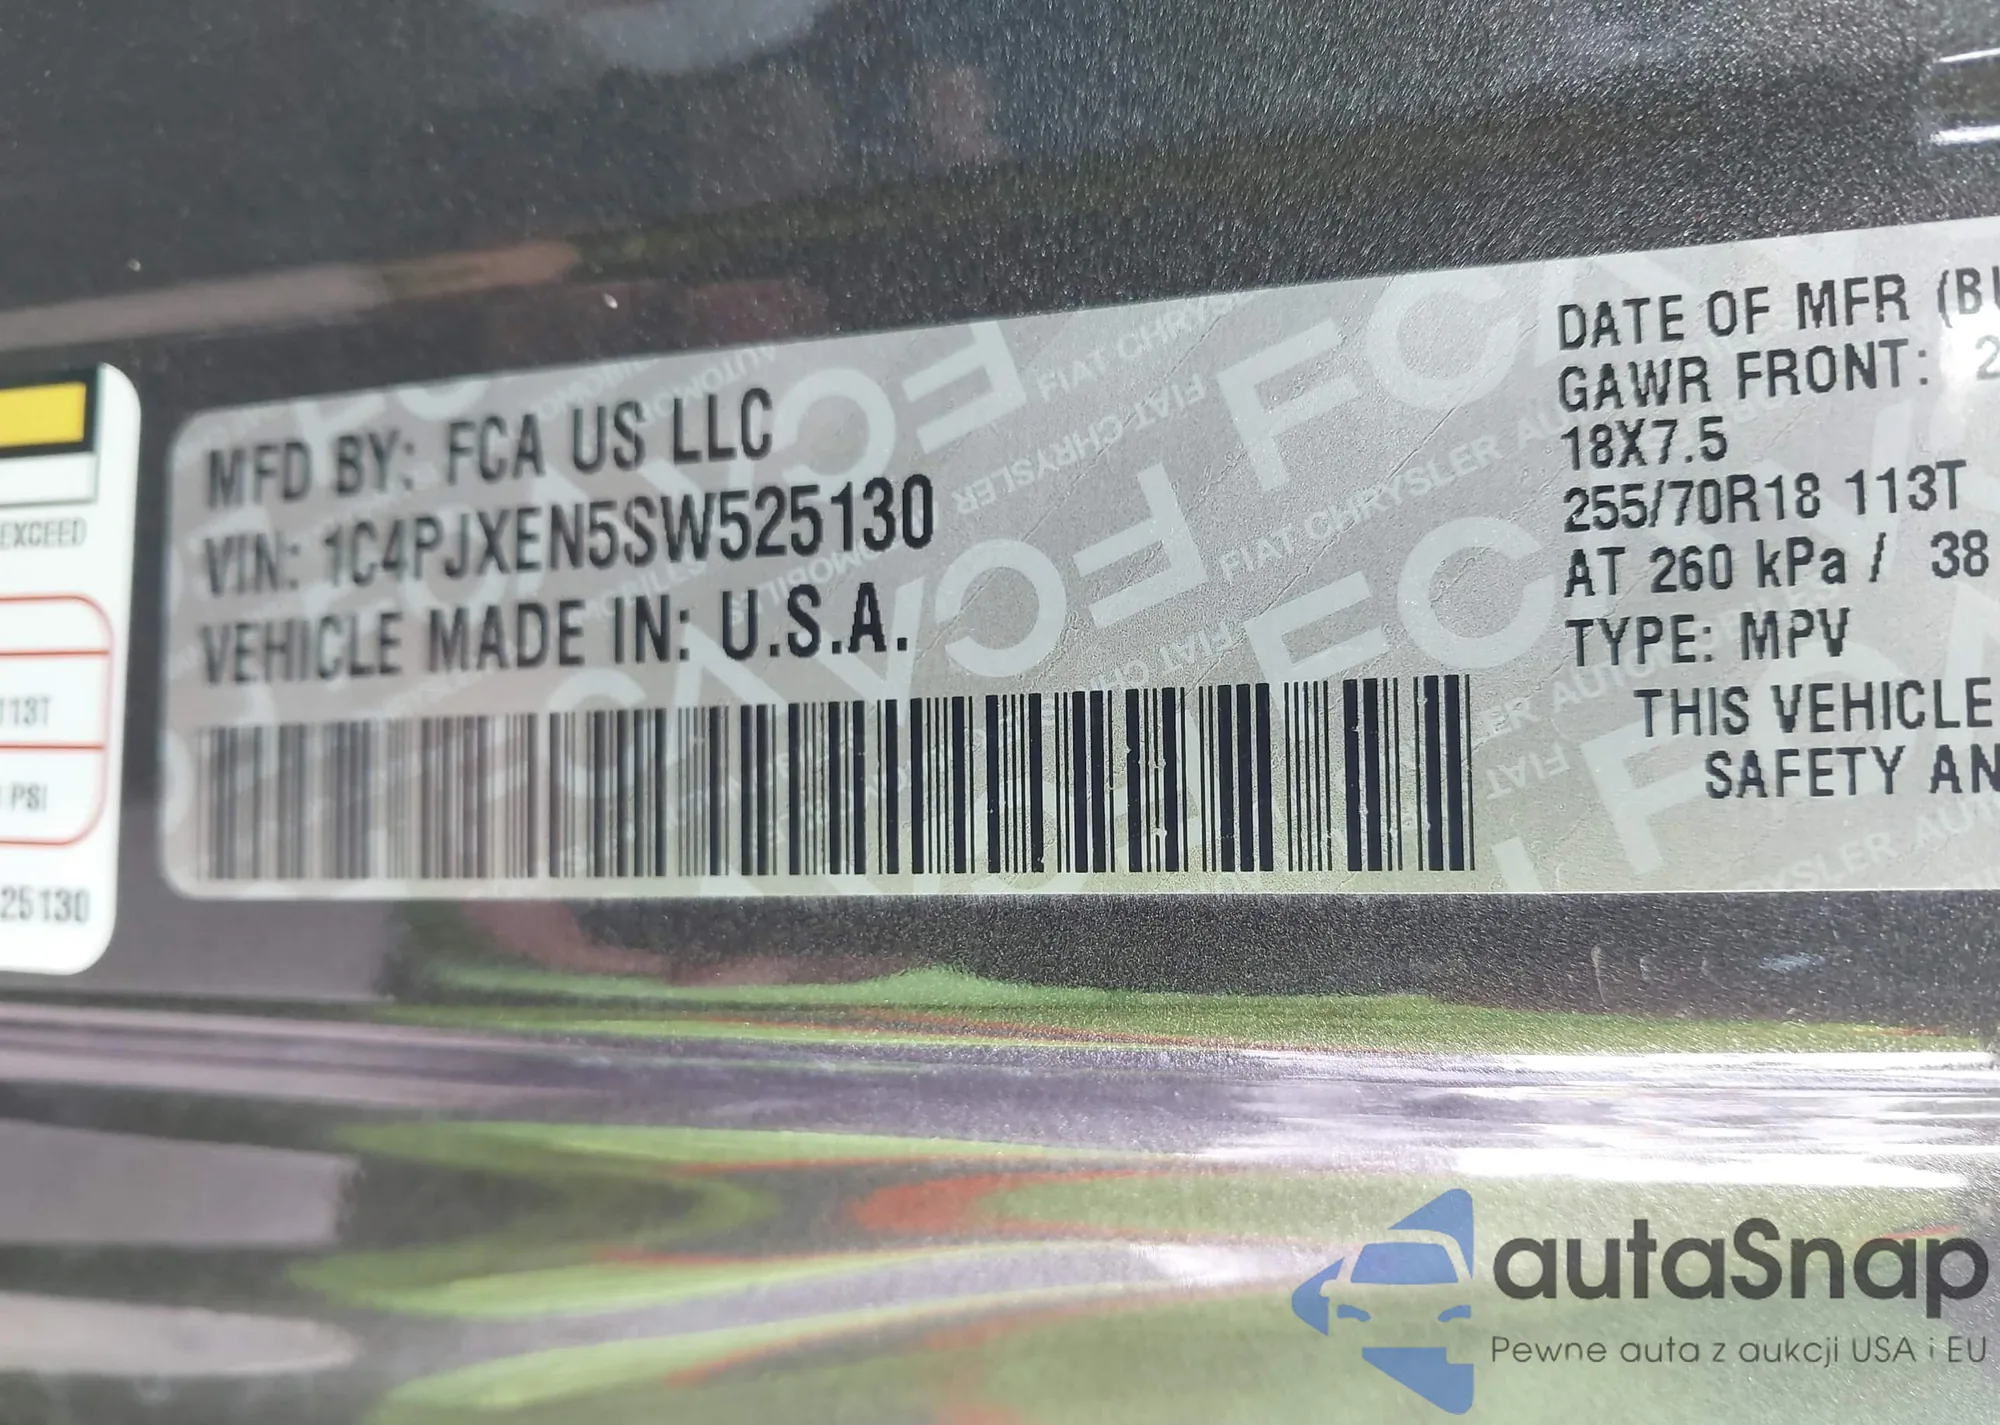 MFD BY: FCA US LLC
VIN: 1C4PJXEN5SW525130
VEHICLE MADE IN: U.S.A.
DATE OF MFR
GAWR FRONT:
18X7.5
255/70R18 113T
AT 260 kPa / 38
TYPE: MPV
THIS VEHICLE
SAFETY
EXCEED
113T
PSI
25130
autaSnap
Pewne auta z aukcji USA i EU